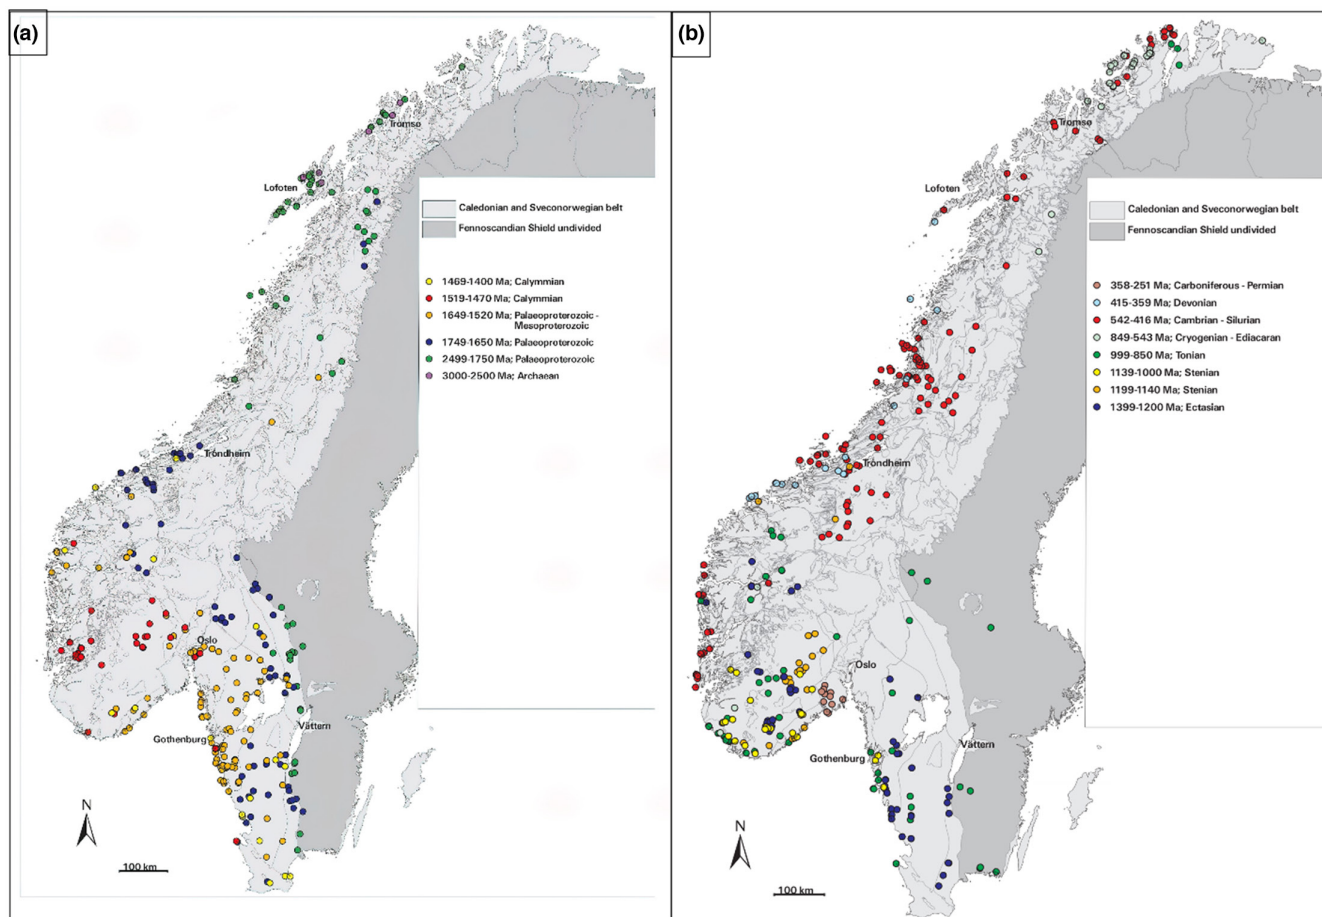 (a)
Tromsø
Lofoten
Caledonian and Sveconorwegian belt
Fennoscandian Shield undivided
1469-1400 Ma; Calymmian
1519-1470 Ma; Calymmian
1649-1520 Ma; Palaeoproterozoic -
Mesoproterozoic
1749-1650 Ma; Palaeoproterozoic
2499-1750 Ma; Palaeoproterozoic
3000-2500 Ma; Archaean
Trondheim
Oslo
Vättern
Gothenburg
N
100 km
(b)
Tromsø
Lofoten
Caledonian and Sveconorwegian belt
Fennoscandian Shield undivided
358-251 Ma; Carboniferous - Permian
415-359 Ma; Devonian
542-416 Ma; Cambrian - Silurian
849-543 Ma; Cryogenian - Ediacaran
999-850 Ma; Tonian
1139-1000 Ma; Stenian
1199-1140 Ma; Stenian
1399-1200 Ma; Ectasian
Trondheim
Oslo
Vättern
Gothenburg
N
100 km